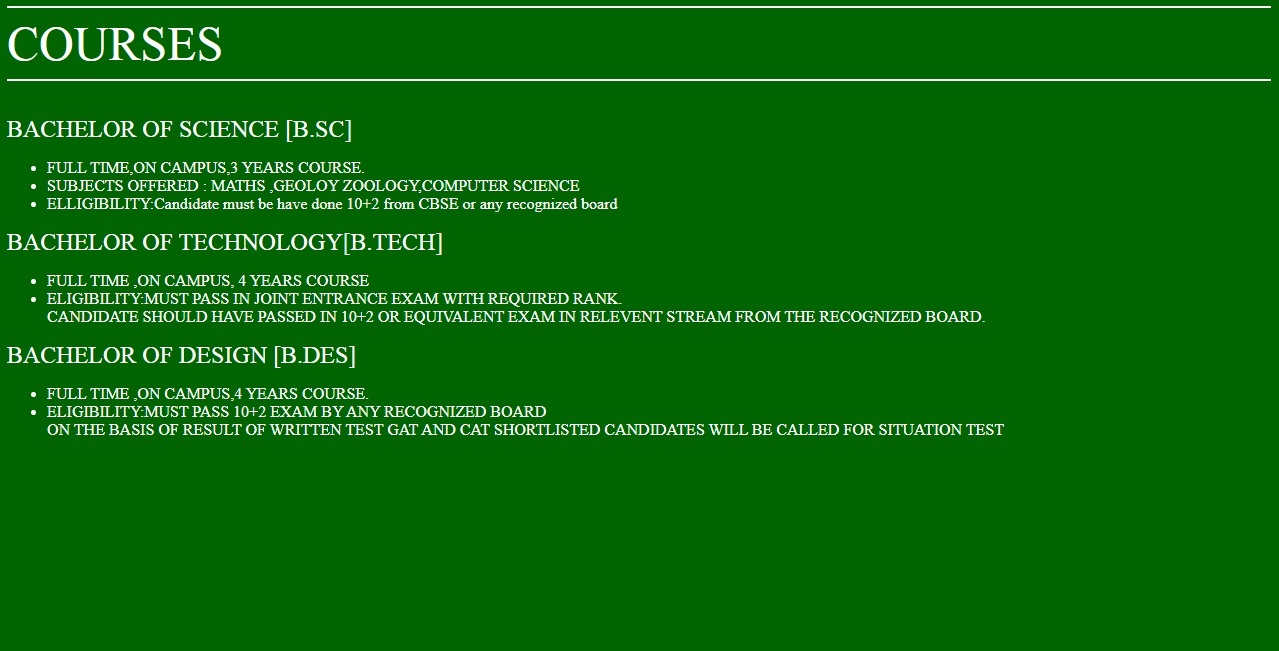 COURSES
BACHELOR OF SCIENCE [B.SC]
• FULL TIME,ON CAMPUS,3 YEARS COURSE.
• SUBJECTS OFFERED : MATHS ,GEOLOY ZOOLOGY,COMPUTER SCIENCE
• ELLIGIBILITY:Candidate must be have done 10+2 from CBSE or any recognized board
BACHELOR OF TECHNOLOGY[B.TECH]
• FULL TIME ,ON CAMPUS, 4 YEARS COURSE
• ELIGIBILITY:MUST PASS IN JOINT ENTRANCE EXAM WITH REQUIRED RANK.
CANDIDATE SHOULD HAVE PASSED IN 10+2 OR EQUIVALENT EXAM IN RELEVENT STREAM FROM THE RECOGNIZED BOARD.
BACHELOR OF DESIGN [B.DES]
• FULL TIME ,ON CAMPUS,4 YEARS COURSE.
• ELIGIBILITY:MUST PASS 10+2 EXAM BY ANY RECOGNIZED BOARD
ON THE BASIS OF RESULT OF WRITTEN TEST GAT AND CAT SHORTLISTED CANDIDATES WILL BE CALLED FOR SITUATION TEST